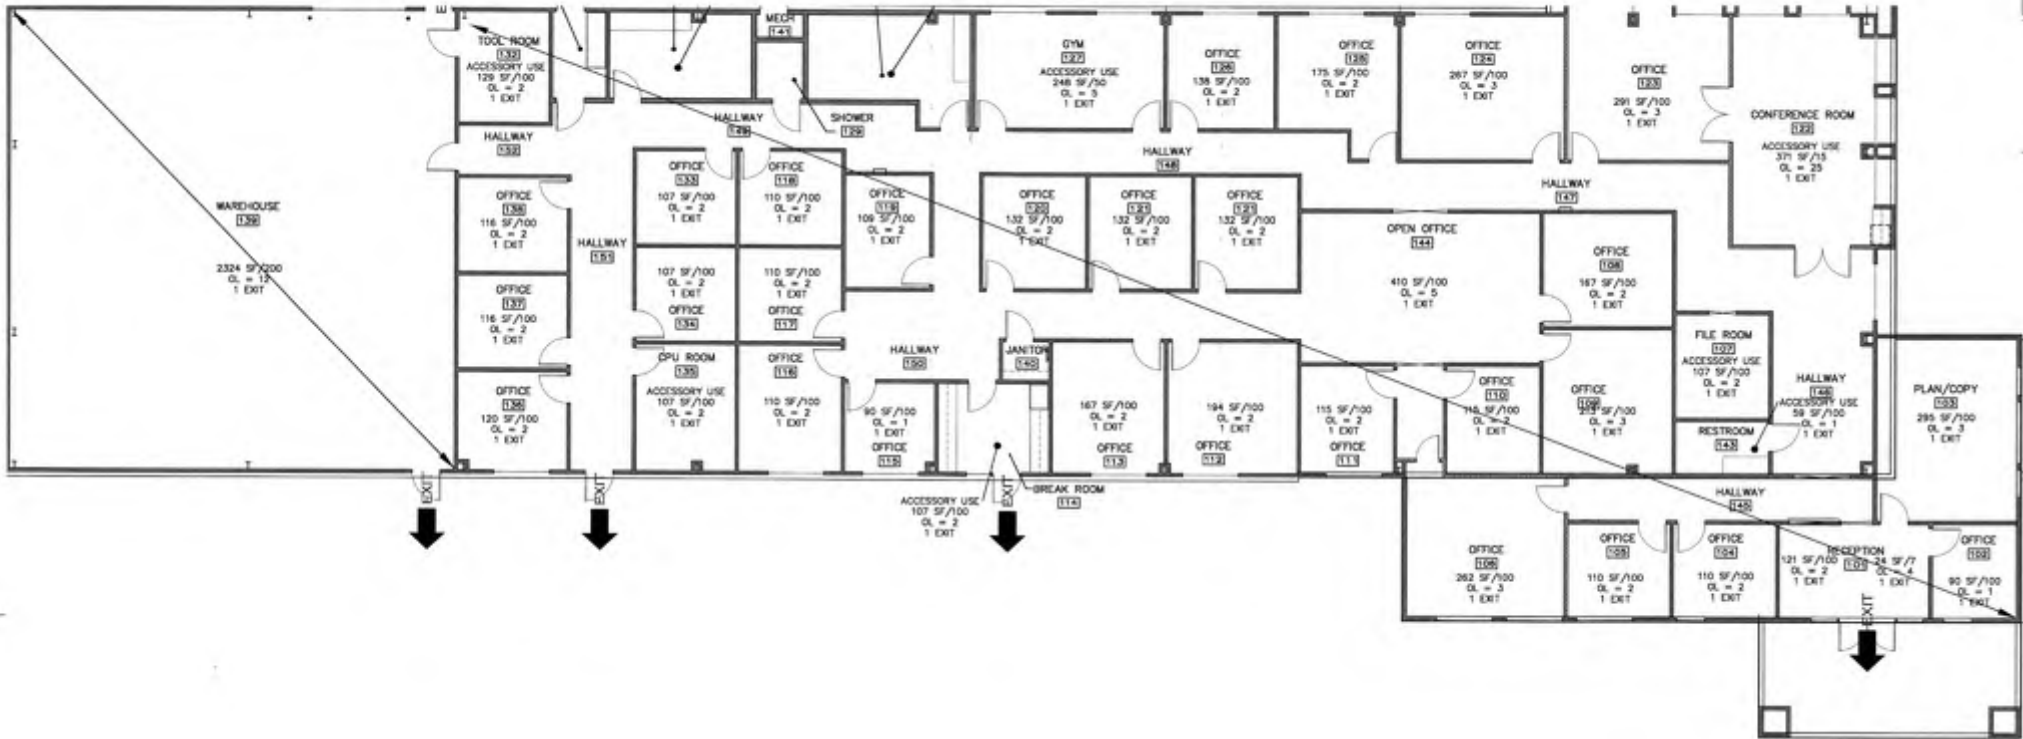 WAREHOUSE
139
2324 SF/200
OL = 12
1 EXIT
TOOL ROOM
132
ACCESSORY USE
129 SF/100
OL = 2
1 EXIT
HALLWAY
152
OFFICE
138
116 SF/100
OL = 2
1 EXIT
OFFICE
137
116 SF/100
OL = 2
1 EXIT
OFFICE
136
120 SF/100
OL = 2
1 EXIT
HALLWAY
151
MECH
141
HALLWAY
149
SHOWER
129
OFFICE
133
107 SF/100
OL = 2
1 EXIT
107 SF/100
OL = 2
1 EXIT
OFFICE
134
CPU ROOM
135
ACCESSORY USE
107 SF/100
OL = 2
1 EXIT
OFFICE
118
110 SF/100
OL = 2
1 EXIT
110 SF/100
OL = 2
1 EXIT
OFFICE
117
OFFICE
116
110 SF/100
OL = 2
1 EXIT
OFFICE
119
109 SF/100
OL = 2
1 EXIT
HALLWAY
150
90 SF/100
OL = 1
1 EXIT
OFFICE
115
JANITOR
140
ACCESSORY USE
107 SF/100
OL = 2
1 EXIT
BREAK ROOM
114
GYM
127
ACCESSORY USE
248 SF/50
OL = 5
1 EXIT
OFFICE
126
138 SF/100
OL = 2
1 EXIT
OFFICE
125
175 SF/100
OL = 2
1 EXIT
OFFICE
124
267 SF/100
OL = 3
1 EXIT
OFFICE
123
291 SF/100
OL = 3
1 EXIT
CONFERENCE ROOM
122
ACCESSORY USE
371 SF/15
OL = 25
1 EXIT
HALLWAY
148
HALLWAY
147
OFFICE
120
132 SF/100
OL = 2
1 EXIT
OFFICE
121
132 SF/100
OL = 2
1 EXIT
OFFICE
121
132 SF/100
OL = 2
1 EXIT
OPEN OFFICE
144
410 SF/100
OL = 5
1 EXIT
OFFICE
108
167 SF/100
OL = 2
1 EXIT
167 SF/100
OL = 2
1 EXIT
OFFICE
113
194 SF/100
OL = 2
1 EXIT
OFFICE
112
115 SF/100
OL = 2
1 EXIT
OFFICE
111
OFFICE
110
115 SF/100
OL = 2
1 EXIT
OFFICE
109
213 SF/100
OL = 3
1 EXIT
FILE ROOM
107
ACCESSORY USE
107 SF/100
OL = 2
1 EXIT
RESTROOM
143
HALLWAY
146
ACCESSORY USE
59 SF/100
OL = 1
1 EXIT
PLAN/COPY
103
295 SF/100
OL = 3
1 EXIT
HALLWAY
145
OFFICE
106
262 SF/100
OL = 3
1 EXIT
OFFICE
105
110 SF/100
OL = 2
1 EXIT
OFFICE
104
110 SF/100
OL = 2
1 EXIT
RECEPTION
101
121 SF/100
OL = 2
1 EXIT
24 SF/7
OL = 4
1 EXIT
OFFICE
102
90 SF/100
OL = 1
1 EXIT
EXIT
EXIT
EXIT
EXIT